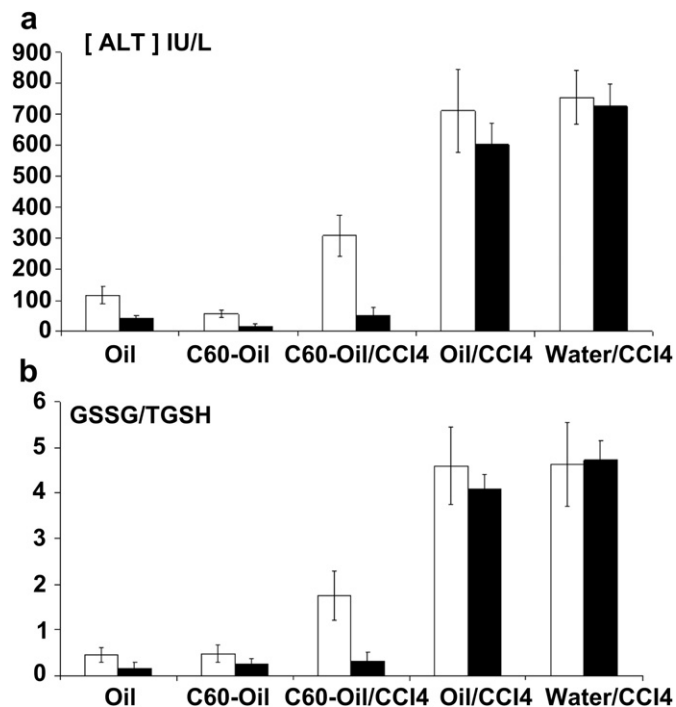 a
[ ALT ] IU/L
900
800
700
600
500
400
300
200
100
0
Oil C60-Oil C60-Oil/CCl4 Oil/CCl4 Water/CCl4
b
GSSG/TGSH
6
5
4
3
2
1
0
Oil C60-Oil C60-Oil/CCl4 Oil/CCl4 Water/CCl4